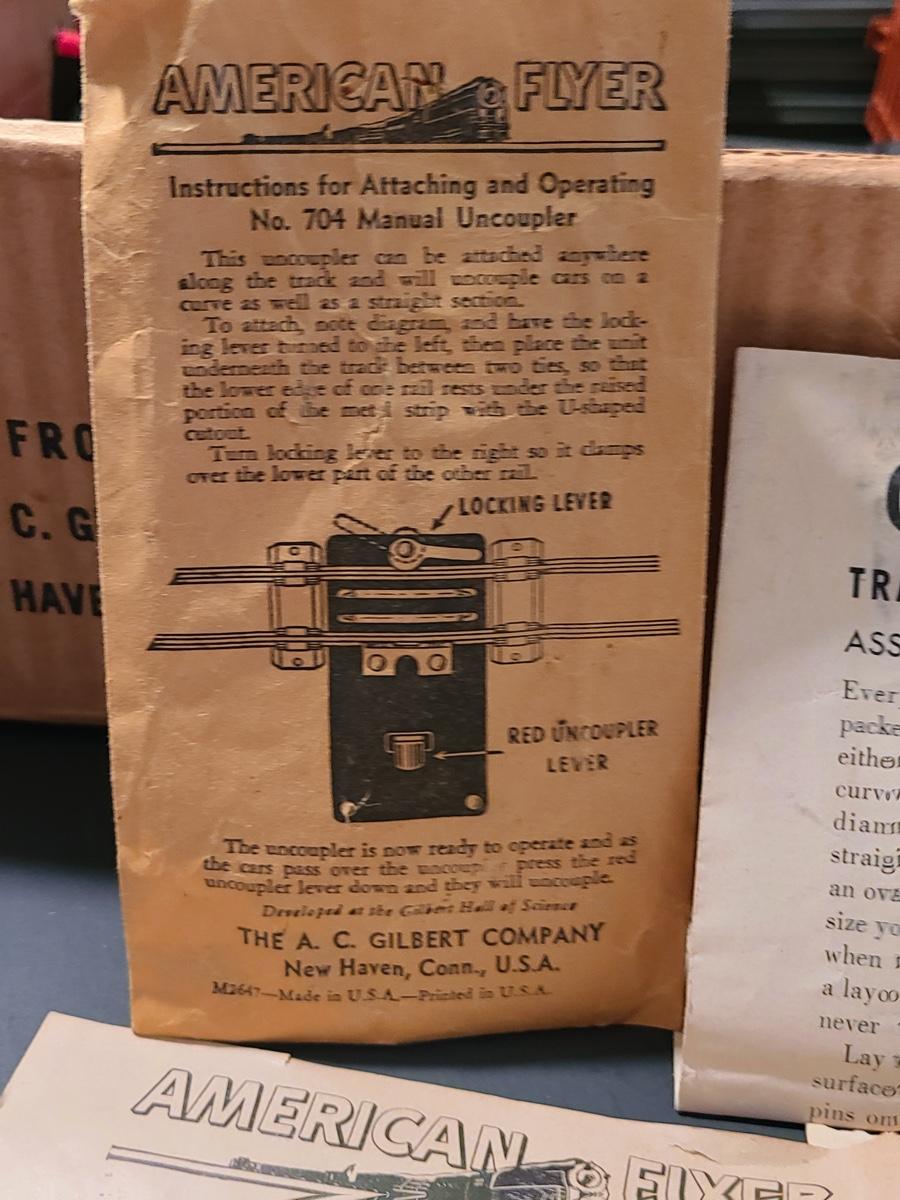 AMERICAN FLYER
Instructions for Attaching and Operating
No. 704 Manual Uncoupler
This uncoupler can be attached anywhere
along the track and will uncouple cars on a
curve as well as a straight section.
To attach, note diagram, and have the lock-
ing lever turned to the left, then place the unit
underneath the track between two ties, so that
the lower edge of one rail rests under the raised
portion of the metal strip with the U-shaped
cutout.
Turn locking lever to the right so it clamps
over the lower part of the other rail.
LOCKING LEVER
RED UNCOUPLER
LEVER
The uncoupler is now ready to operate and as
the cars pass over the press the red
uncoupler lever down and they will uncouple.
Developed at the Gilbert Hall of Science
THE A. C. GILBERT COMPANY
New Haven, Conn., U.S.A.
M2647—Made in U.S.A.—Printed in U.S.A.
FRO
C. G
HAVE
TRA
ASS
Ever
packe
either
curv
diam
straig
an ova
size yo
when
a layo
never
Lay
surface
pins on
AMERICAN FLYER